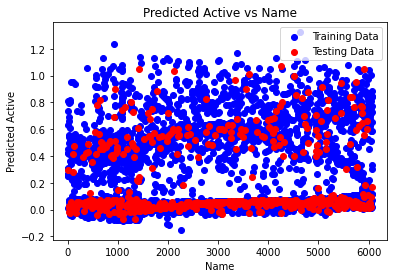 Predicted Active vs Name
Training Data
Testing Data
Predicted Active
1.2
1.0
0.8
0.6
0.4
0.2
0.0
−0.2
0 1000 2000 3000 4000 5000 6000
Name